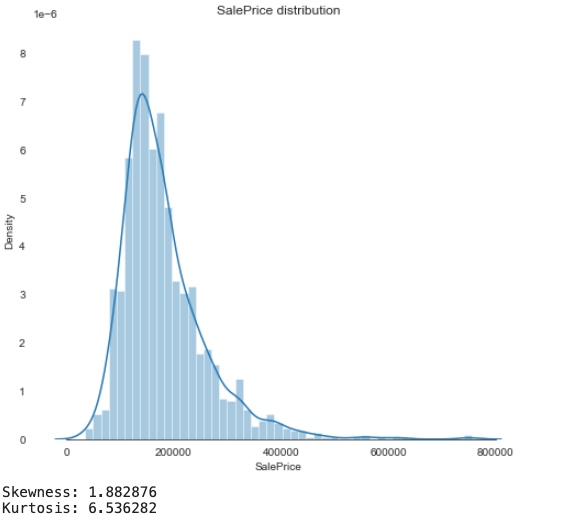 SalePrice distribution
1e-6
8
7
6
5
4
3
2
1
0
Density
0 200000 400000 600000 800000
SalePrice
Skewness: 1.882876
Kurtosis: 6.536282